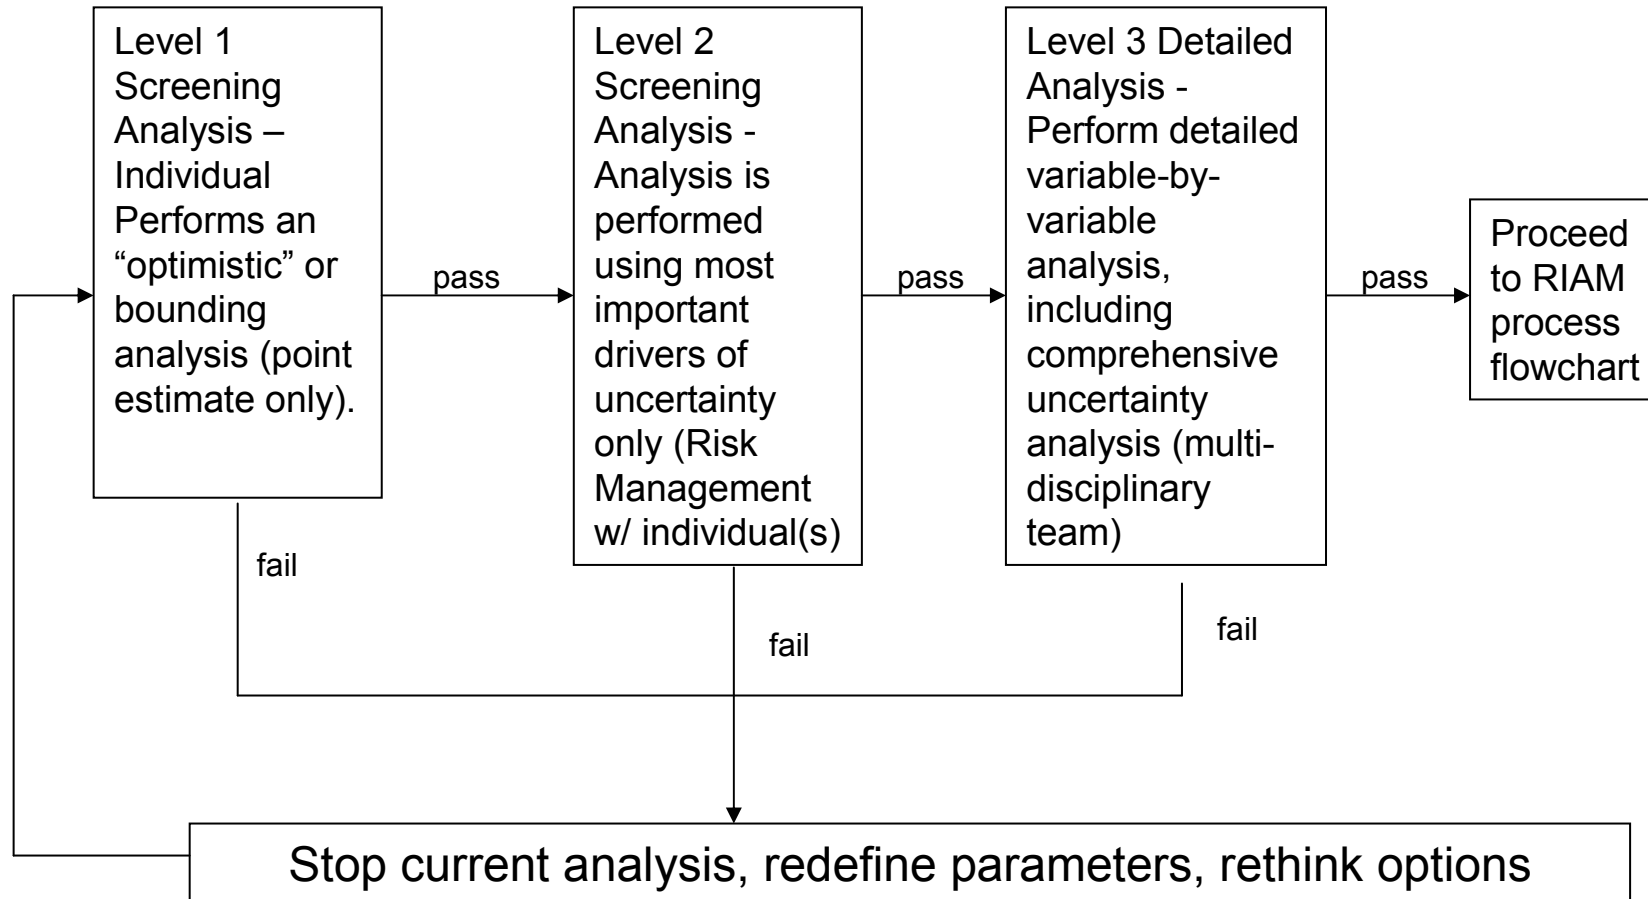 Level 1
Screening
Analysis –
Individual
Performs an
“optimistic” or
bounding
analysis (point
estimate only).
pass
fail
Level 2
Screening
Analysis -
Analysis is
performed
using most
important
drivers of
uncertainty
only (Risk
Management
w/ individual(s)
pass
fail
Level 3 Detailed
Analysis -
Perform detailed
variable-by-
variable
analysis,
including
comprehensive
uncertainty
analysis (multi-
disciplinary
team)
pass
fail
Proceed
to RIAM
process
flowchart
Stop current analysis, redefine parameters, rethink options